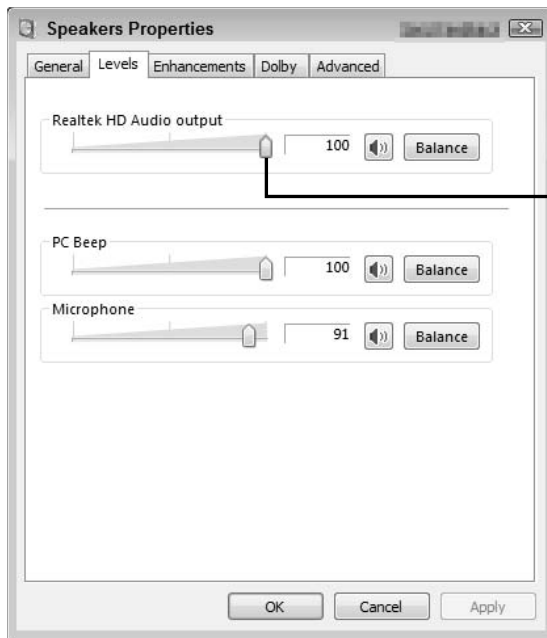 Speakers Properties
General Levels Enhancements Dolby Advanced
Realtek HD Audio output
100 Balance
PC Beep
100 Balance
Microphone
91 Balance
OK Cancel Apply